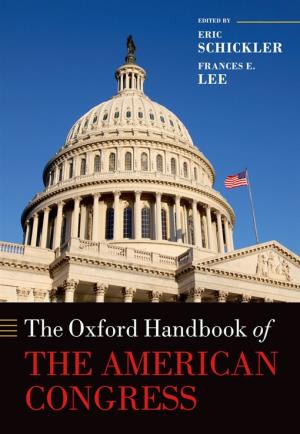 EDITED BY
ERIC
SCHICKLER
FRANCES E.
LEE
The Oxford Handbook of
THE AMERICAN
CONGRESS